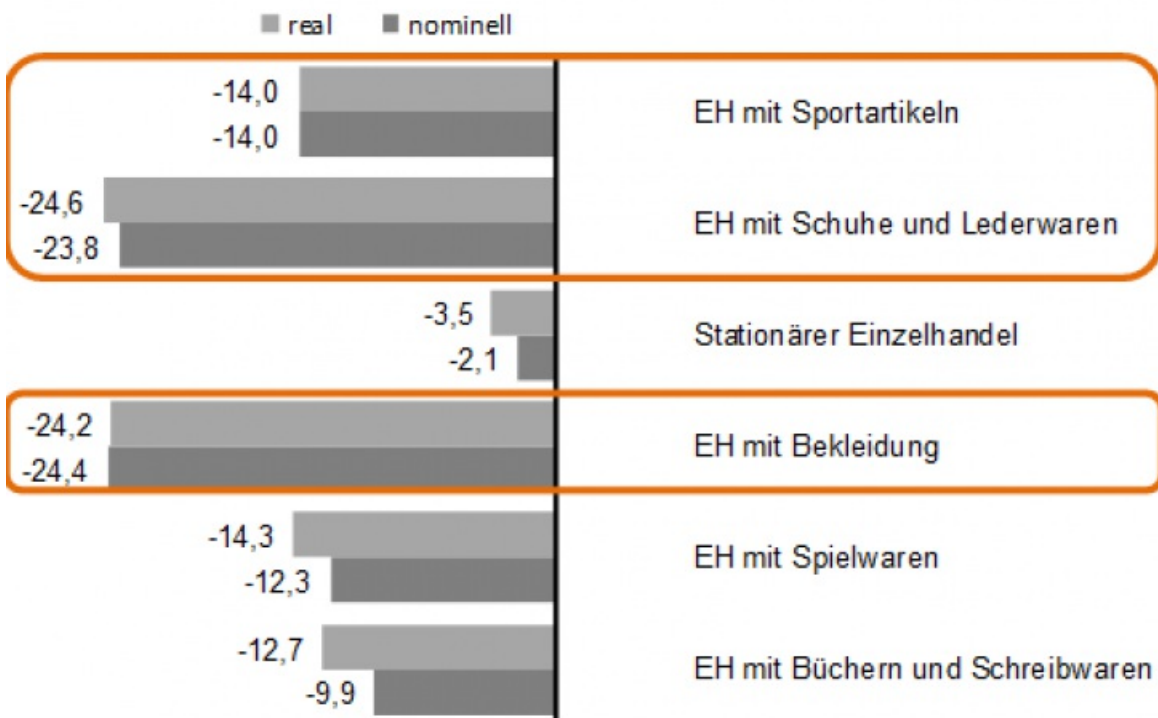 real nominell
-14,0
-14,0
EH mit Sportartikeln
-24,6
-23,8
EH mit Schuhe und Lederwaren
-3,5
-2,1
Stationärer Einzelhandel
-24,2
-24,4
EH mit Bekleidung
-14,3
-12,3
EH mit Spielwaren
-12,7
-9,9
EH mit Büchern und Schreibwaren